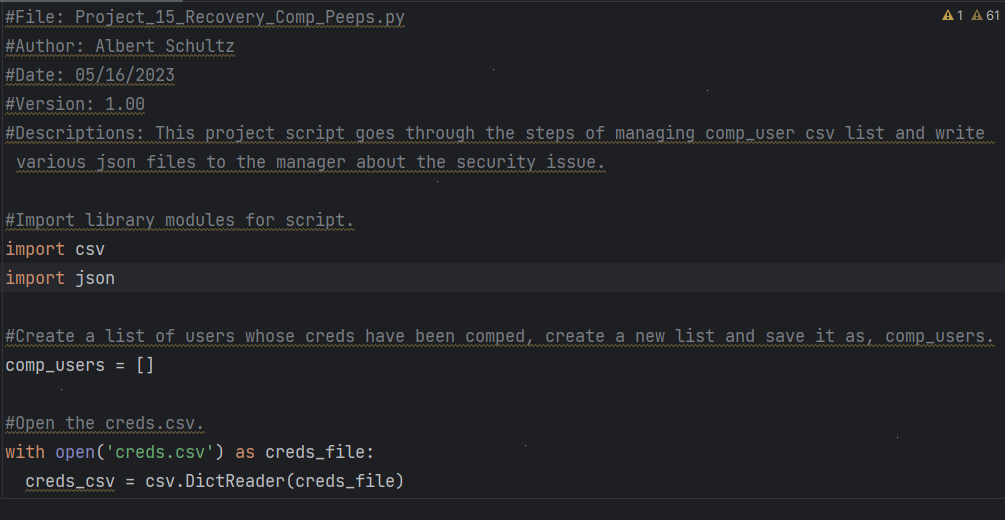 #File: Project_15_Recovery_Comp_Peeps.py
1 61
#Author: Albert Schultz
#Date: 05/16/2023
#Version: 1.00
#Descriptions: This project script goes through the steps of managing comp_user csv list and write
various json files to the manager about the security issue.
#Import library modules for script.
import csv
import json
#Create a list of users whose creds have been comped, create a new list and save it as, comp_users.
comp_users = []
#Open the creds.csv.
with open('creds.csv') as creds_file:
creds_csv = csv.DictReader(creds_file)